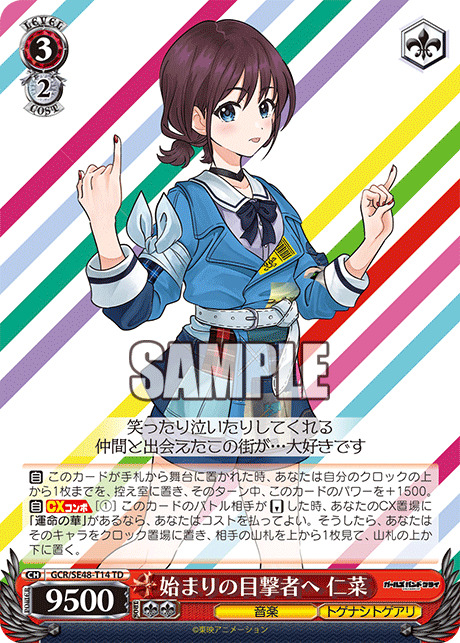 LEVEL
3
2
COST
SAMPLE
笑ったり泣いたりしてくれる
仲間と出会えたこの街が…大好きです
自 このカードが手札から舞台に置かれた時、あなたは自分のクロックの上
から1枚までを、控え室に置き、そのターン中、このカードのパワーを+1500。
自 CXコンボ [①] このカードのバトル相手が した時、あなたのCX置場に
「運命の華」があるなら、あなたはコストを払ってよい。そうしたら、あなたは
そのキャラをクロック置場に置き、相手の山札を上から1枚見て、山札の上か
下に置く。
CH GCR/SE48-T14 TD
POWER
9500
SOUL
始まりの目撃者へ 仁菜
ガールズバンドクライ
音楽
トゲナシトゲアリ
©東映アニメーション